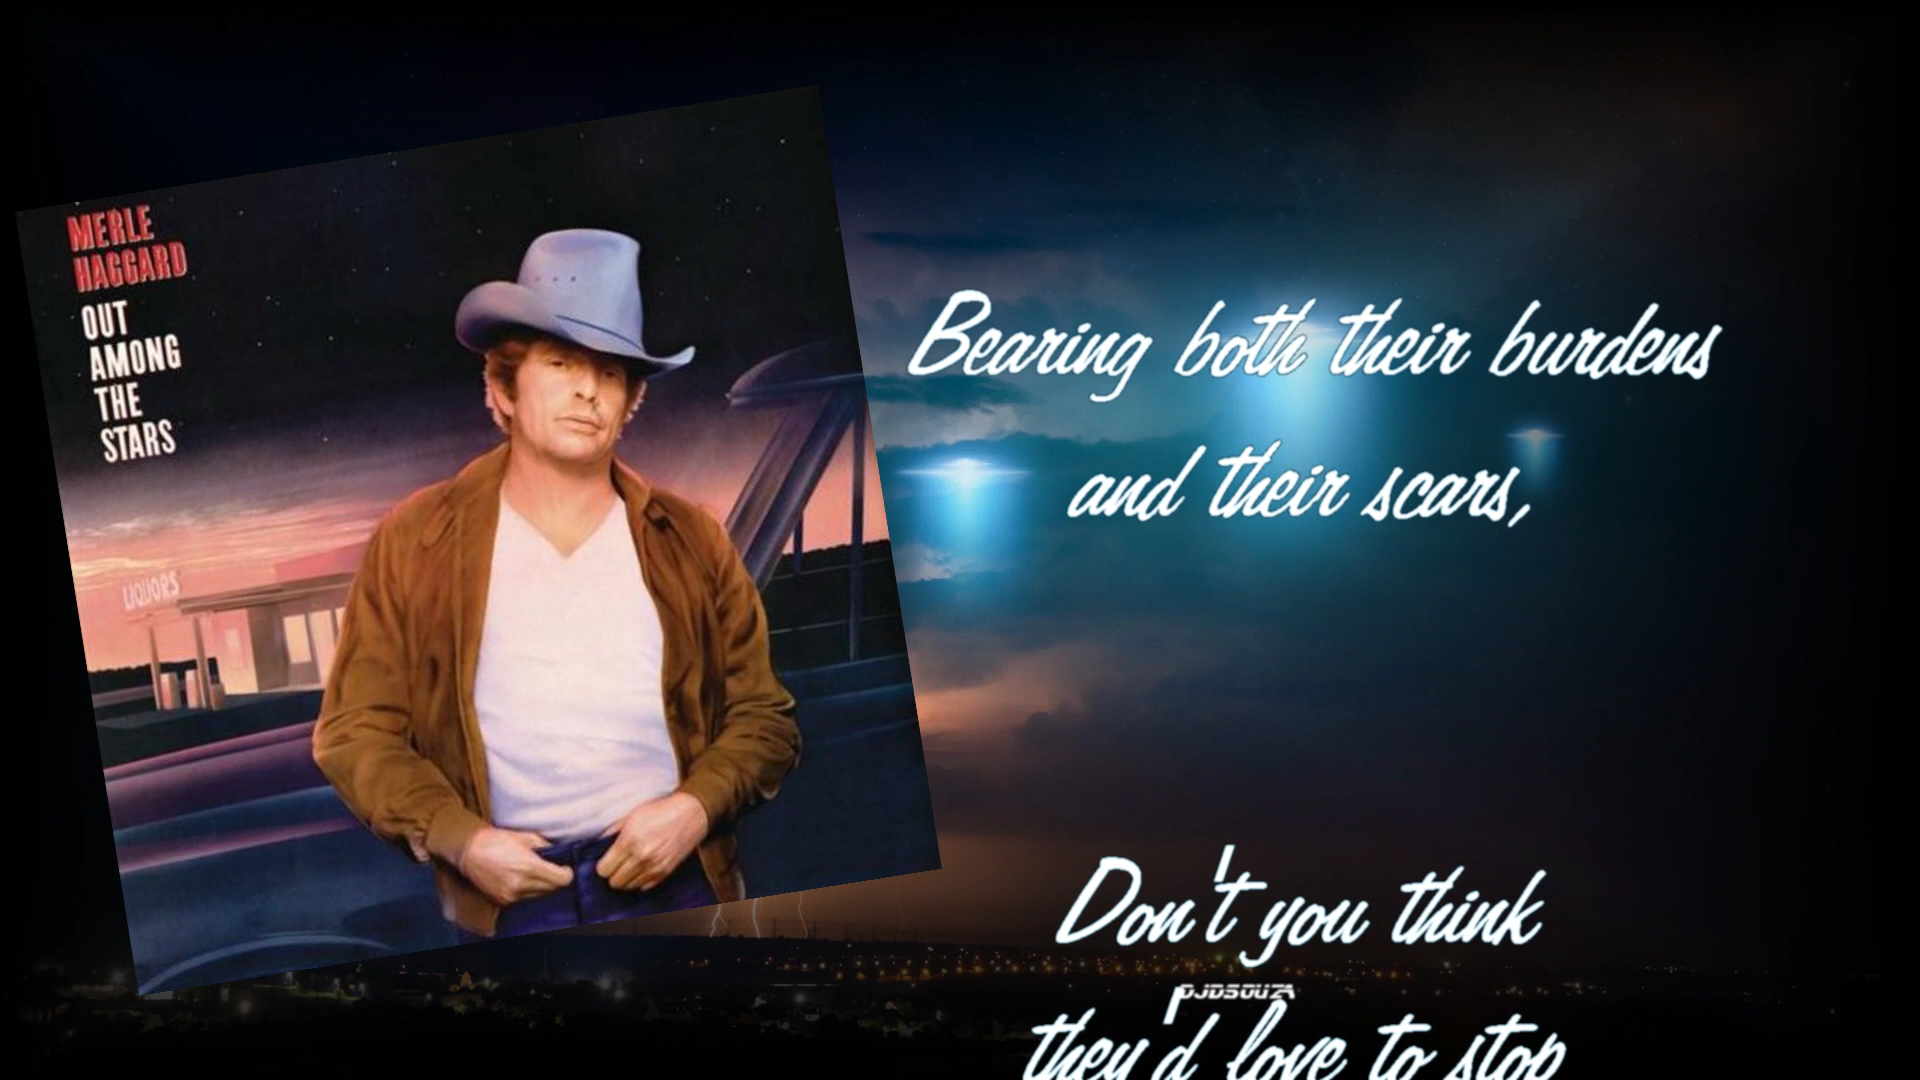 MERLE
HAGGARD
OUT
AMONG
THE
STARS
LIQUORS
Bearing both their burdens
and their scars,
Don't you think
DJDSOUZA
they'd love to stop